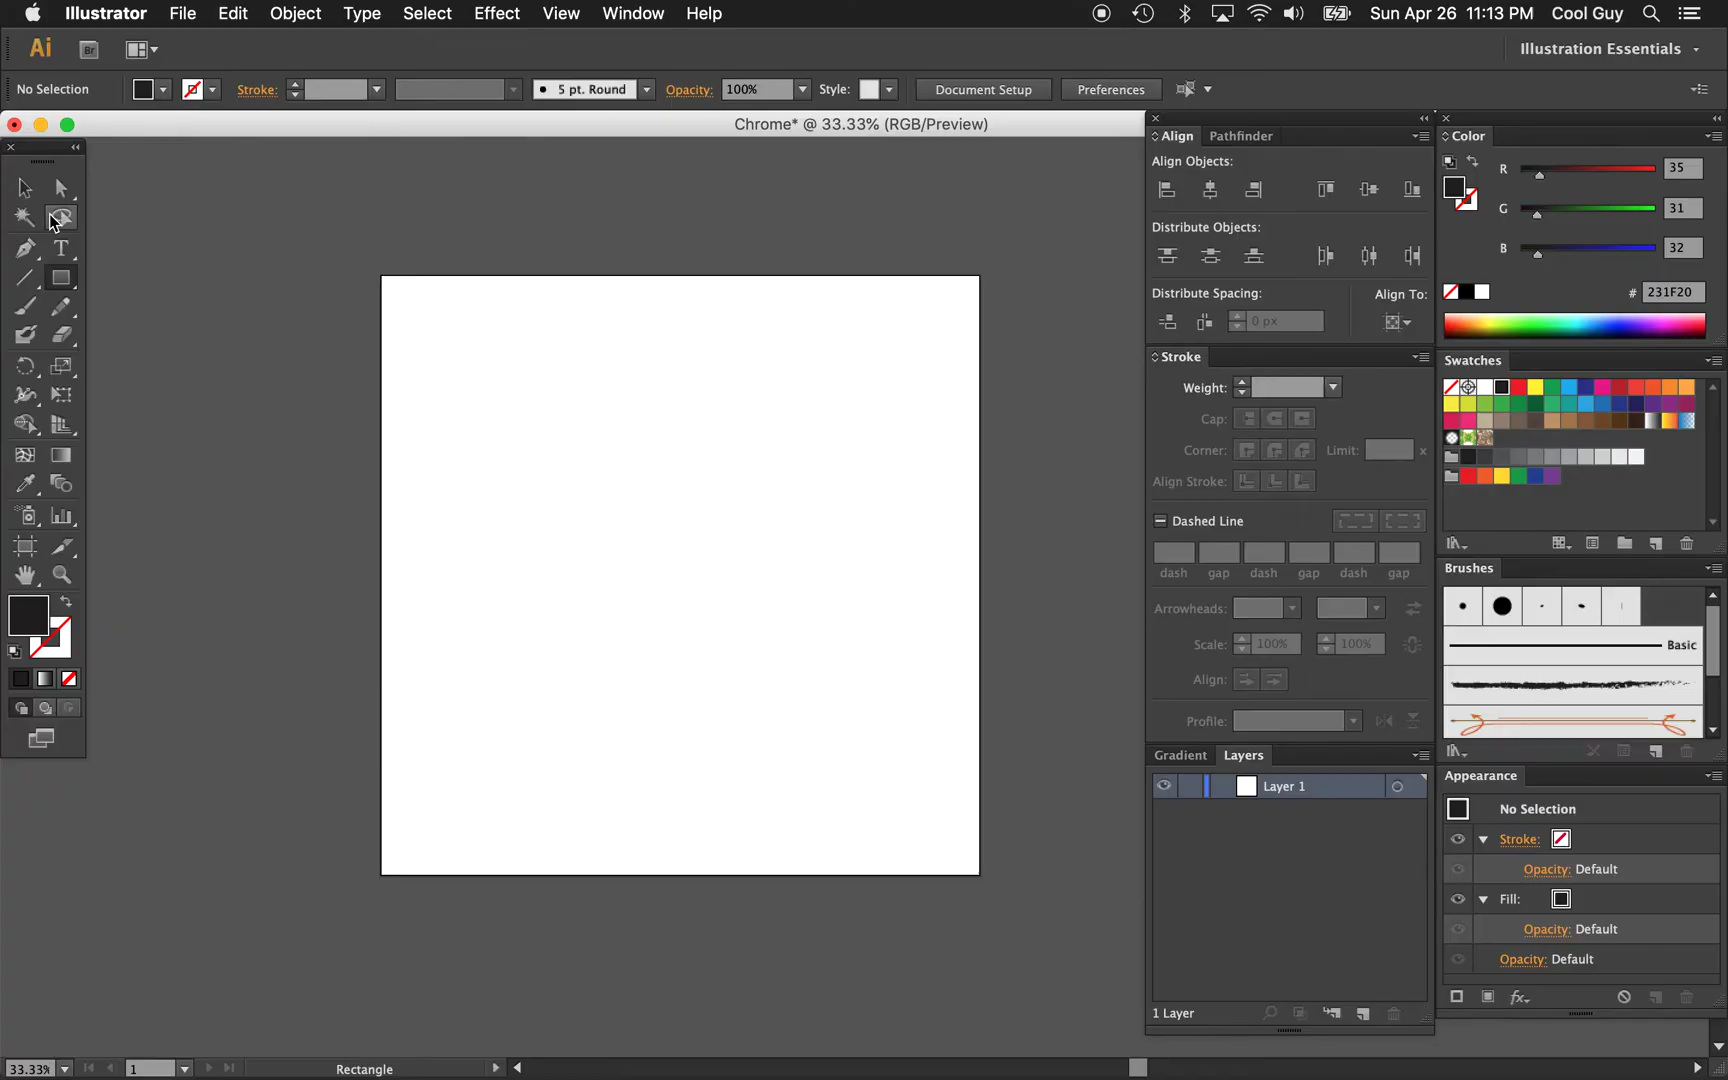 Illustrator File Edit Object Type Select Effect View Window Help Sun Apr 26 11:13 PM Cool Guy
Ai Br Illustration Essentials
No Selection Stroke: 5 pt. Round Opacity: 100% Style: Document Setup Preferences
Chrome* @ 33.33% (RGB/Preview)
Align Pathfinder
Align Objects:
Distribute Objects:
Distribute Spacing: Align To:
0 px
Stroke
Weight:
Cap:
Corner: Limit: x
Align Stroke:
Dashed Line
dash gap dash gap dash gap
Arrowheads:
Scale: 100% 100%
Align:
Profile:
Gradient Layers
Layer 1
1 Layer
Color
R 35
G 31
B 32
# 231F20
Swatches
Brushes
Basic
Appearance
No Selection
Stroke:
Opacity: Default
Fill:
Opacity: Default
Opacity: Default
fx
T
33.33% 1 Rectangle